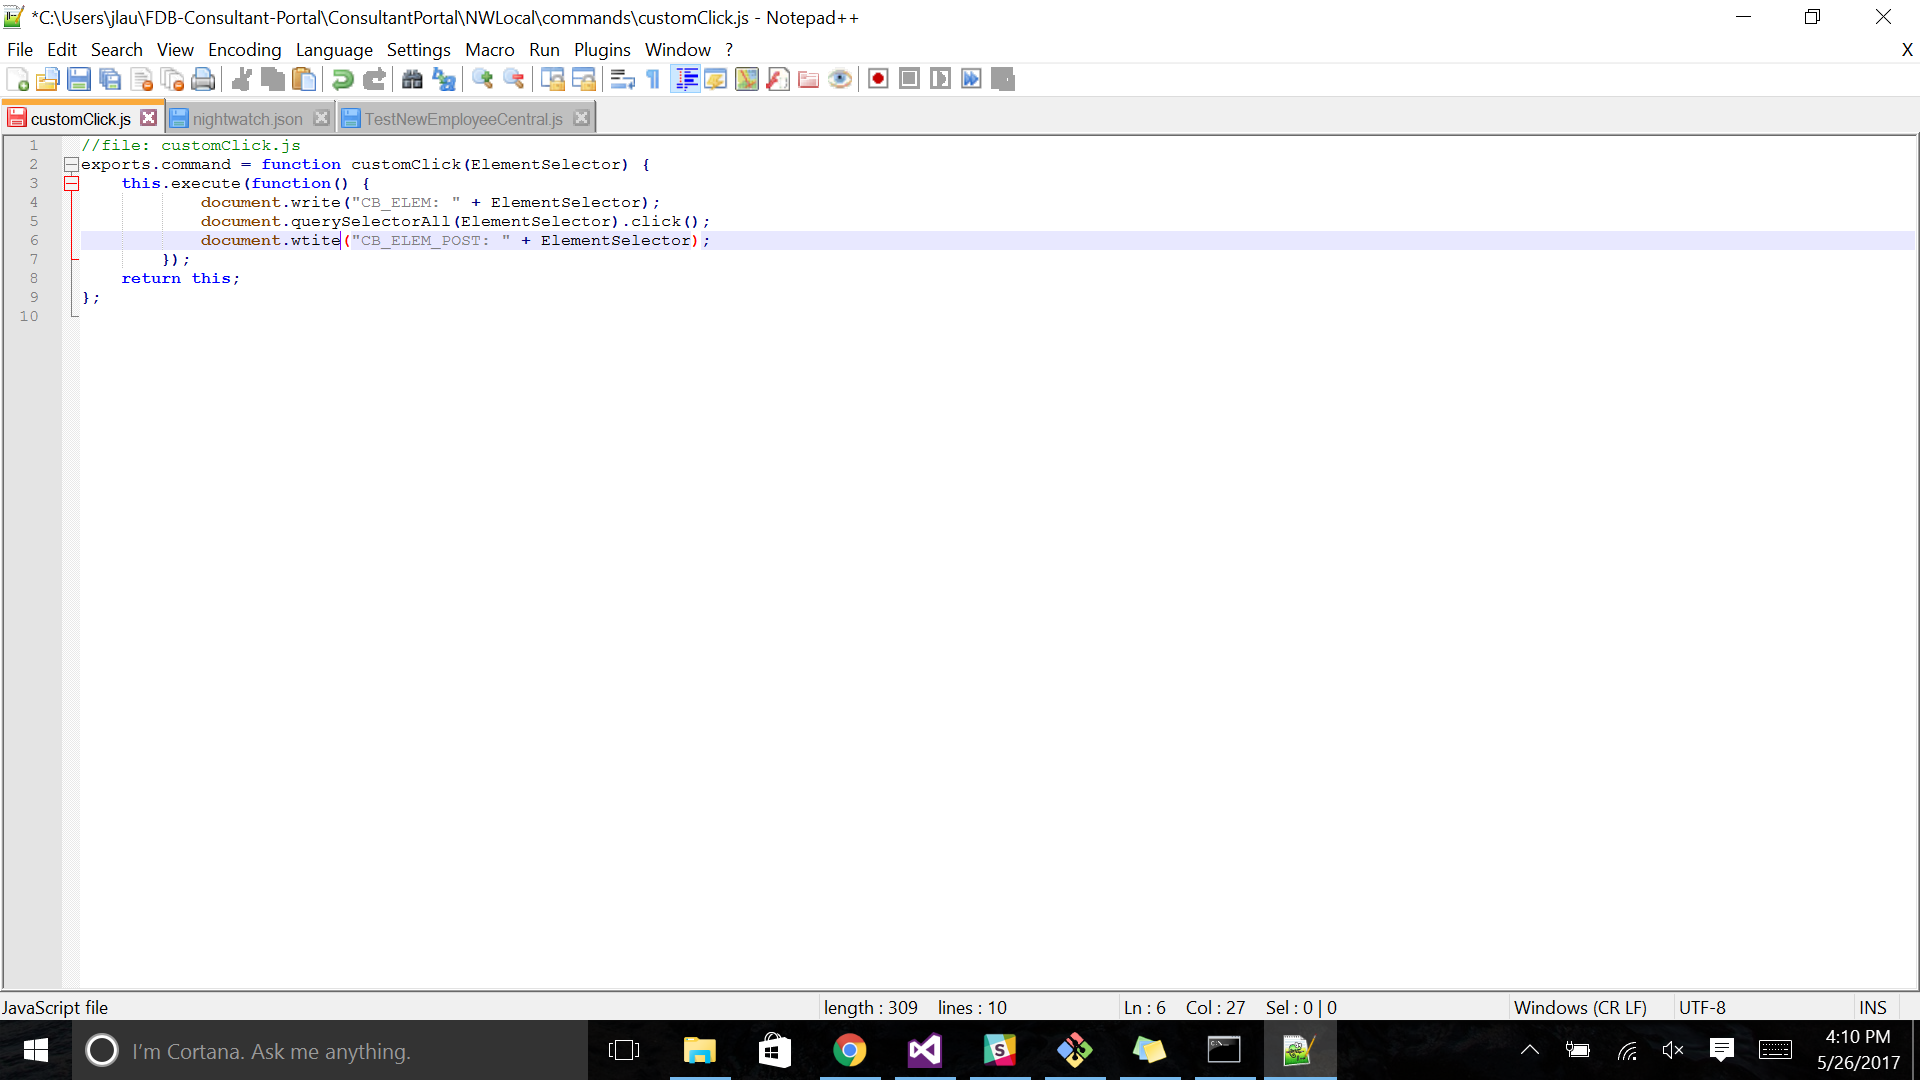 *C:\Users\jlau\FDB-Consultant-Portal\ConsultantPortal\NWLocal\commands\customClick.js - Notepad++
File Edit Search View Encoding Language Settings Macro Run Plugins Window ? X
customClick.js nightwatch.json TestNewEmployeeCentral.js
1 //file: customClick.js
2 exports.command = function customClick(ElementSelector) {
3 this.execute(function() {
4 document.write("CB_ELEM: " + ElementSelector);
5 document.querySelectorAll(ElementSelector).click();
6 document.wtite("CB_ELEM_POST: " + ElementSelector);
7 });
8 return this;
9 };
10
JavaScript file length : 309 lines : 10 Ln : 6 Col : 27 Sel : 0 | 0 Windows (CR LF) UTF-8 INS
I'm Cortana. Ask me anything.
4:10 PM
5/26/2017